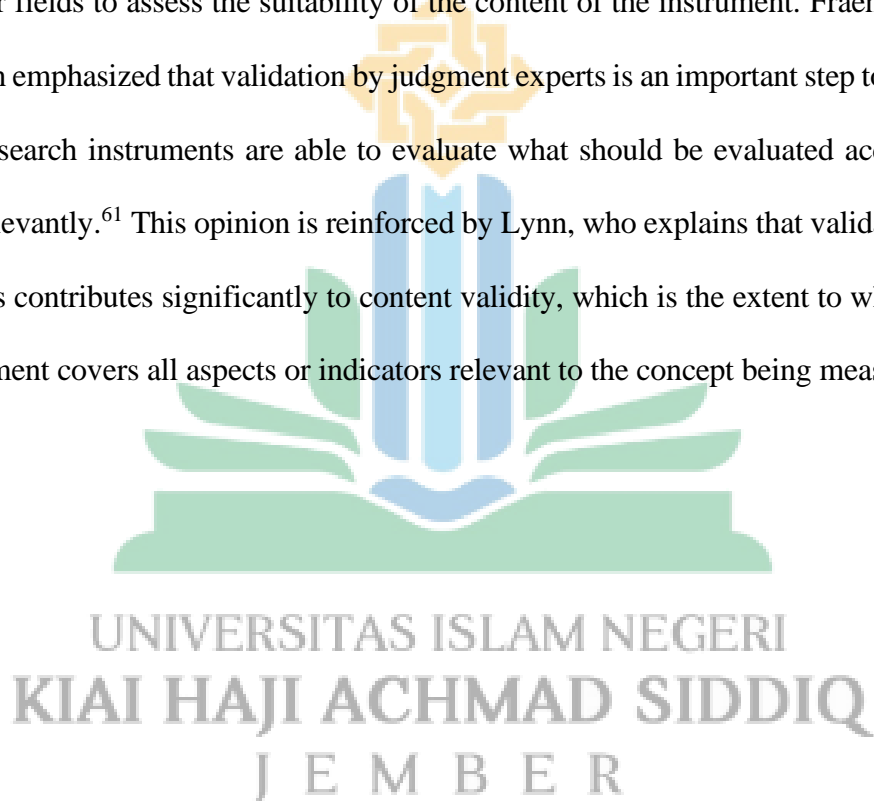 r fields to assess the suitability of the content of the instrument. Fraen
n emphasized that validation by judgment experts is an important step to
search instruments are able to evaluate what should be evaluated acc
levantly.61 This opinion is reinforced by Lynn, who explains that valida
s contributes significantly to content validity, which is the extent to w
ment covers all aspects or indicators relevant to the concept being meas
UNIVERSITAS ISLAM NEGERI
KIAI HAJI ACHMAD SIDDIQ
JEMBER